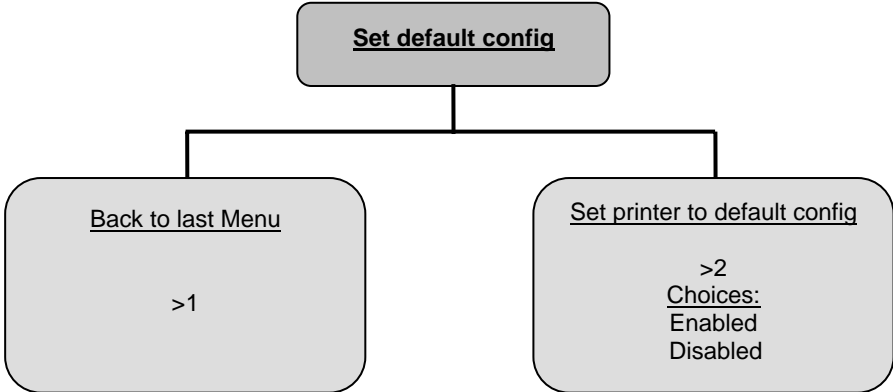 Set default config
Back to last Menu
>1
Set printer to default config
>2
Choices:
Enabled
Disabled